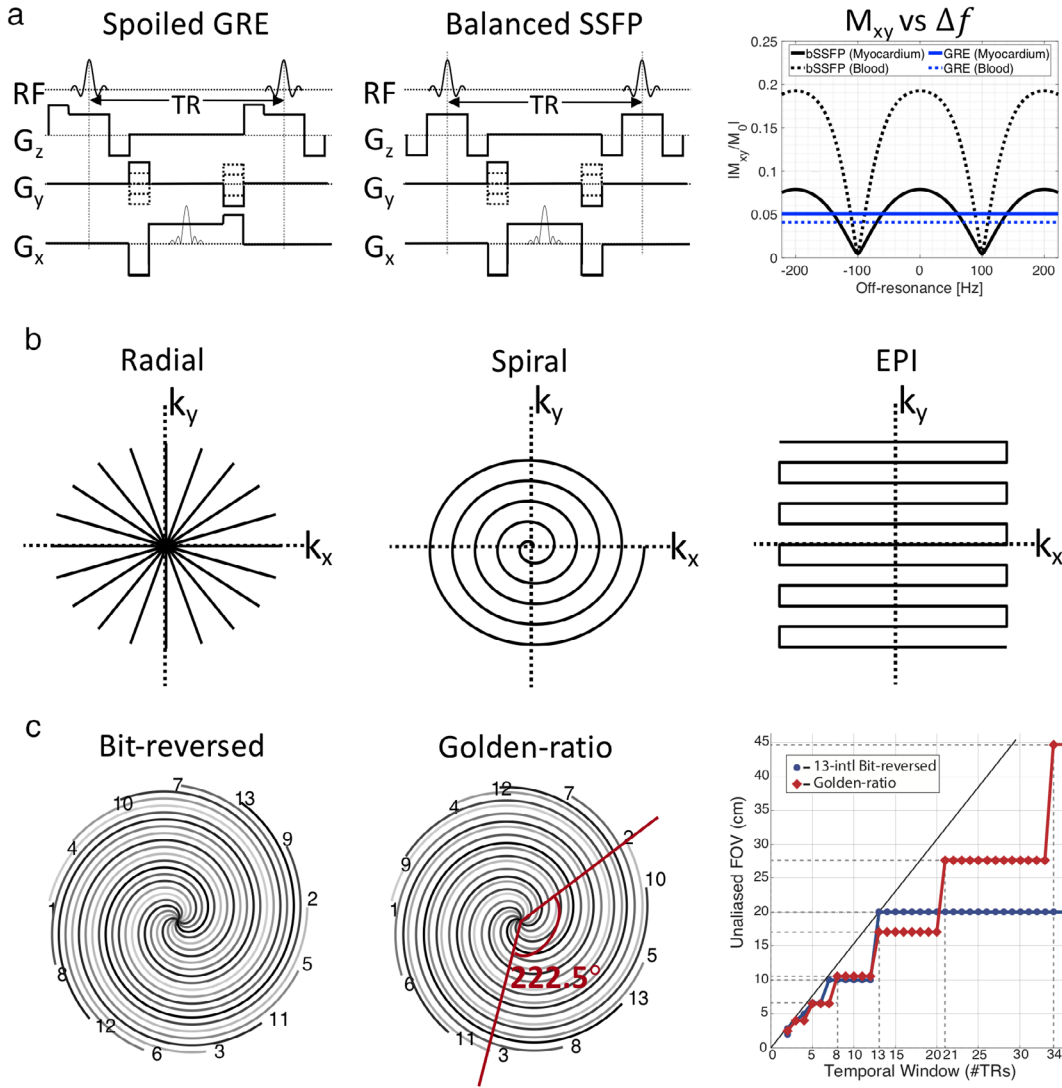 a
Spoiled GRE
Balanced SSFP
M_xy vs Δf
RF
TR
G_z
G_y
G_x
RF
TR
G_z
G_y
G_x
bSSFP (Myocardium)
GRE (Myocardium)
bSSFP (Blood)
GRE (Blood)
|M_xy/M_0|
0.25
0.2
0.15
0.1
0.05
0
-200
-100
0
100
200
Off-resonance [Hz]
b
Radial
Spiral
EPI
k_y
k_x
k_y
k_x
k_y
k_x
c
Bit-reversed
Golden-ratio
7
13
10
9
4
2
1
5
8
11
12
3
6
12
7
4
2
9
10
1
6
13
11
8
3
222.5°
13-intl Bit-reversed
Golden-ratio
Unaliased FOV (cm)
45
40
35
30
25
20
15
10
5
0
0
5
8
10
13
15
20
21
30
34
Temporal Window (#TRs)